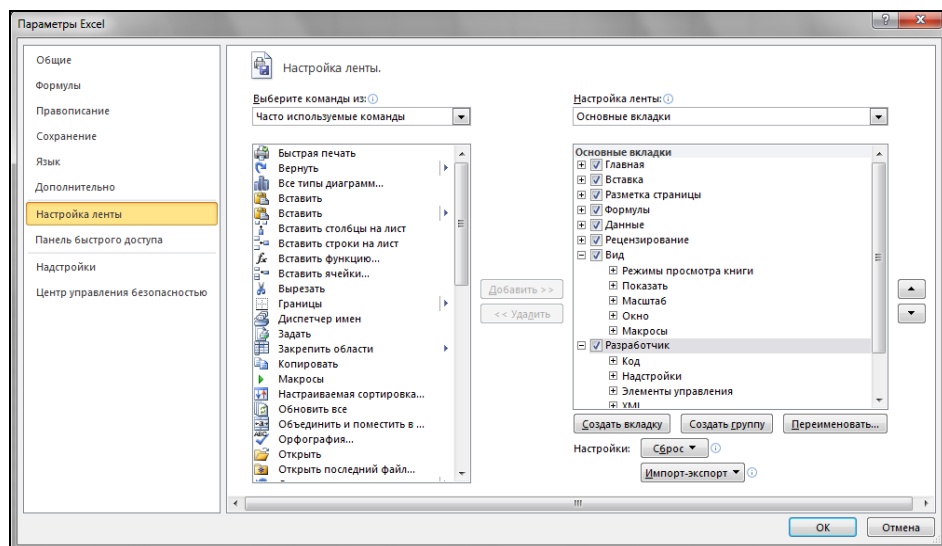 Параметры Excel
Общие
Формулы
Правописание
Сохранение
Язык
Дополнительно
Настройка ленты
Панель быстрого доступа
Надстройки
Центр управления безопасностью
Настройка ленты.
Выберите команды из:
Часто используемые команды
Быстрая печать
Вернуть
Все типы диаграмм...
Вставить
Вставить
Вставить столбцы на лист
Вставить строки на лист
Вставить функцию...
Вставить ячейки...
Вырезать
Границы
Диспетчер имен
Задать
Закрепить области
Копировать
Макросы
Настраиваемая сортировка...
Обновить все
Объединить и поместить в ...
Орфография...
Открыть
Открыть последний файл...
Добавить >>
<< Удалить
Настройка ленты:
Основные вкладки
Основные вкладки
Главная
Вставка
Разметка страницы
Формулы
Данные
Рецензирование
Вид
Режимы просмотра книги
Показать
Масштаб
Окно
Макросы
Разработчик
Код
Надстройки
Элементы управления
XML
Создать вкладку
Создать группу
Переименовать...
Настройки:
Сброс
Импорт-экспорт
ОК
Отмена